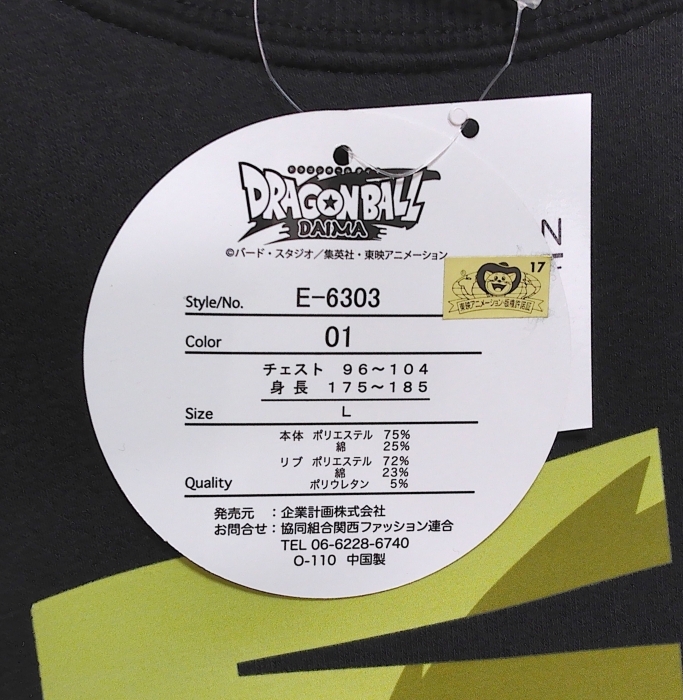 DRAGONBALL
DAIMA
©バード・スタジオ／集英社・東映アニメーション
17
東映アニメーション版権許諾証
Style/No. E-6303
Color 01
チェスト 96～104
身長 175～185
Size L
本体 ポリエステル 75%
綿 25%
リブ ポリエステル 72%
綿 23%
Quality ポリウレタン 5%
発売元 ：企業計画株式会社
お問合せ：協同組合関西ファッション連合
TEL 06-6228-6740
O-110 中国製